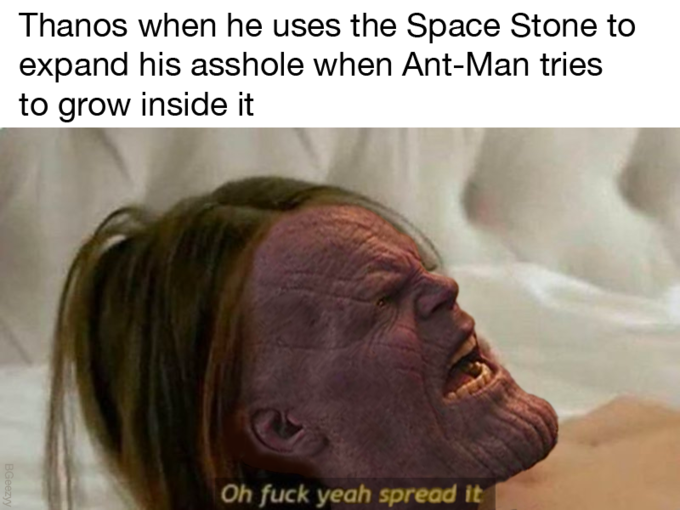 Thanos when he uses the Space Stone to
expand his asshole when Ant-Man tries
to grow inside it
Oh fuck yeah spread it